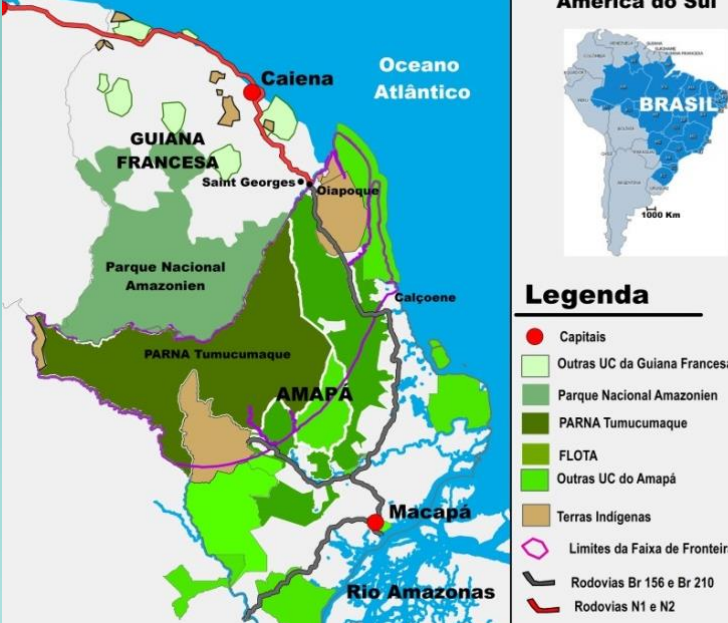 América do Sul
Caiena
Oceano
Atlântico
GUIANA
FRANCESA
Saint Georges
Oiapoque
Parque Nacional
Amazonien
Calçoene
PARNA Tumucumaque
AMAPÁ
Macapá
Rio Amazonas
BRASIL
1000 Km
Legenda
Capitais
Outras UC da Guiana Francesa
Parque Nacional Amazonien
PARNA Tumucumaque
FLOTA
Outras UC do Amapá
Terras Indígenas
Limites da Faixa de Fronteir
Rodovias Br 156 e Br 210
Rodovias N1 e N2